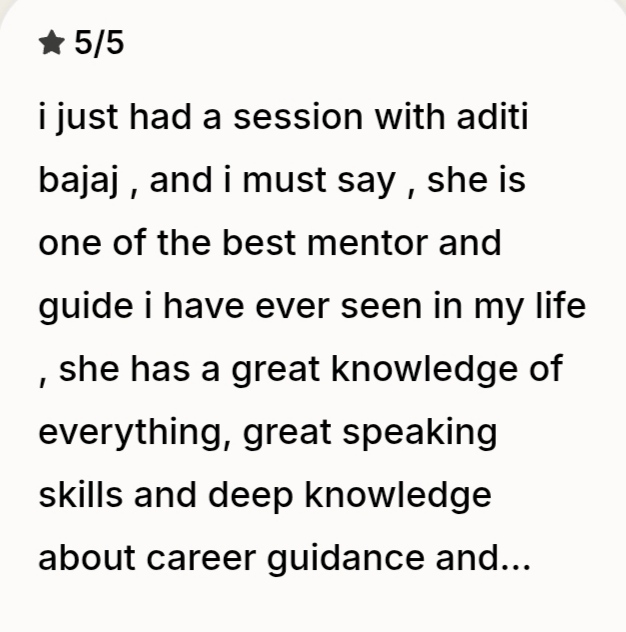 5/5
i just had a session with aditi
bajaj , and i must say , she is
one of the best mentor and
guide i have ever seen in my life
, she has a great knowledge of
everything, great speaking
skills and deep knowledge
about career guidance and...